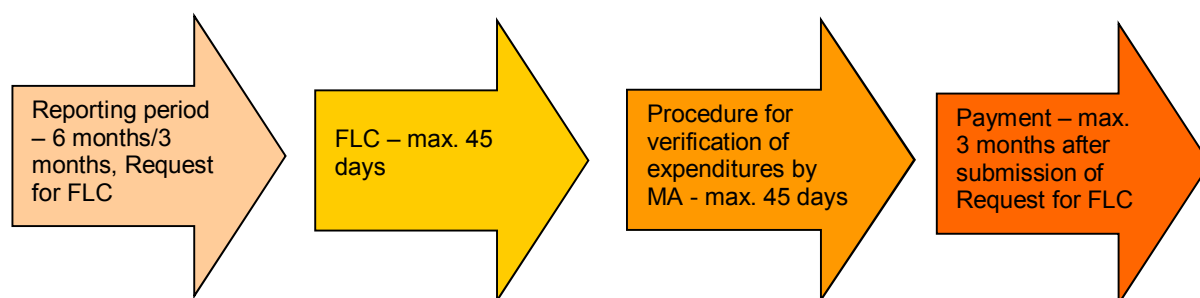 Reporting period
– 6 months/3
months, Request
for FLC
FLC – max. 45
days
Procedure for
verification of
expenditures by
MA - max. 45 days
Payment – max.
3 months after
submission of
Request for FLC